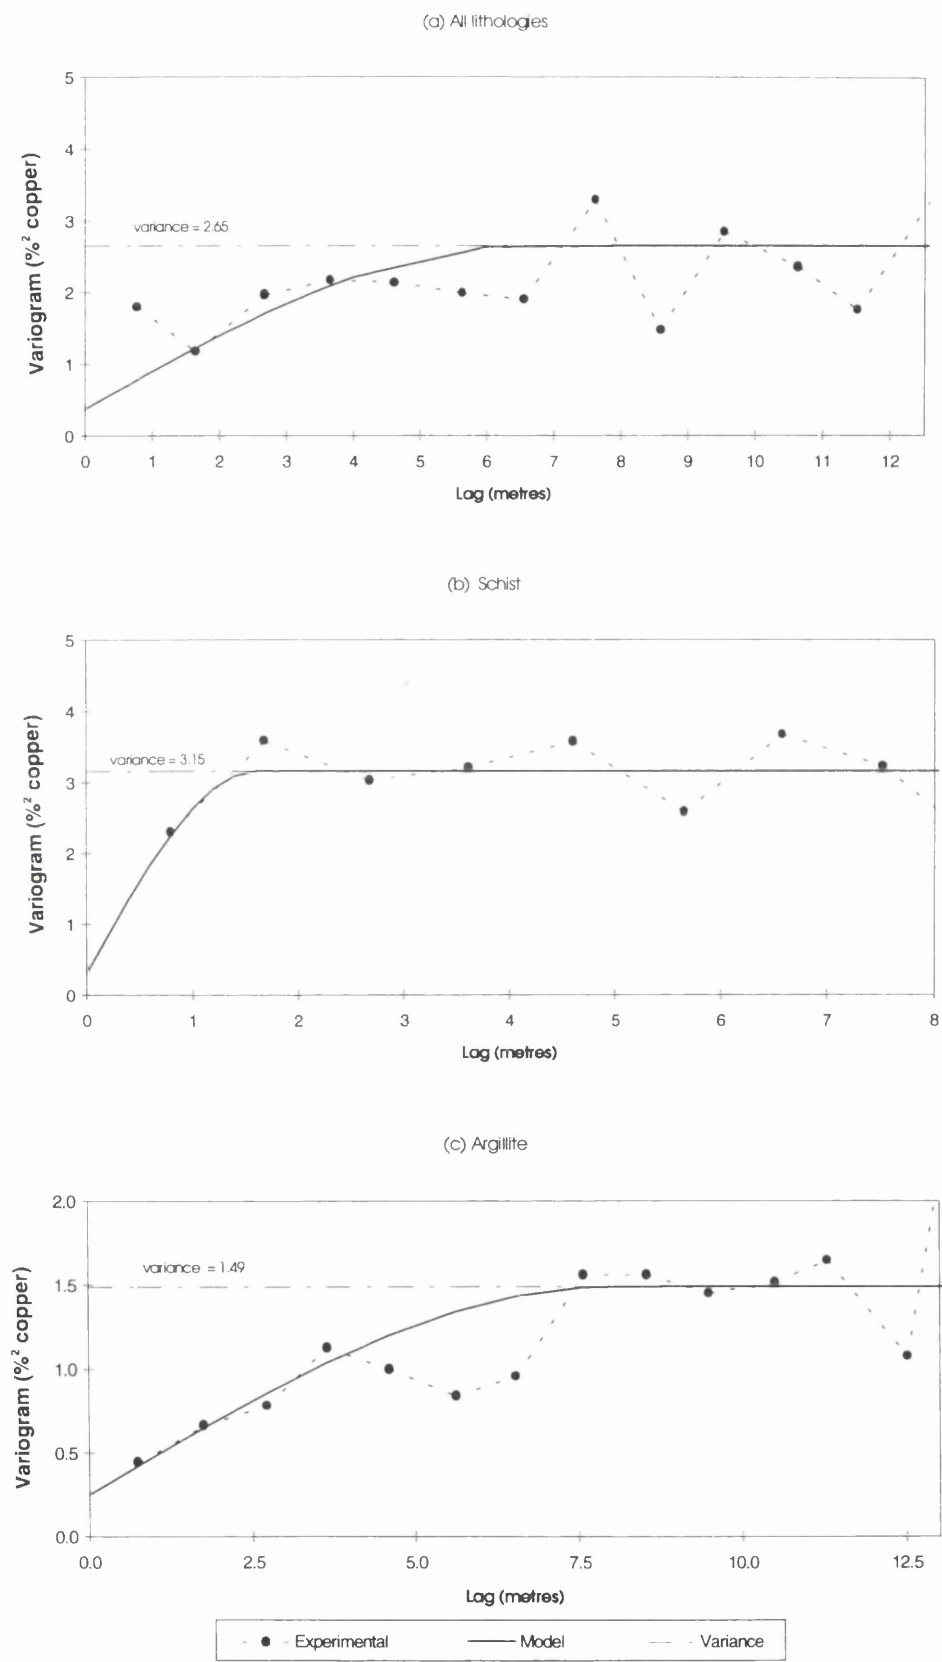 (a) All lithologies
5
4
3
2
1
0
variance = 2.65
Variogram (%² copper)
0 1 2 3 4 5 6 7 8 9 10 11 12
Lag (metres)
(b) Schist
5
4
3
2
1
0
variance = 3.15
Variogram (%² copper)
0 1 2 3 4 5 6 7 8
Lag (metres)
(c) Argillite
2.0
1.5
1.0
0.5
0.0
variance = 1.49
Variogram (%² copper)
0.0 2.5 5.0 7.5 10.0 12.5
Lag (metres)
Experimental Model Variance